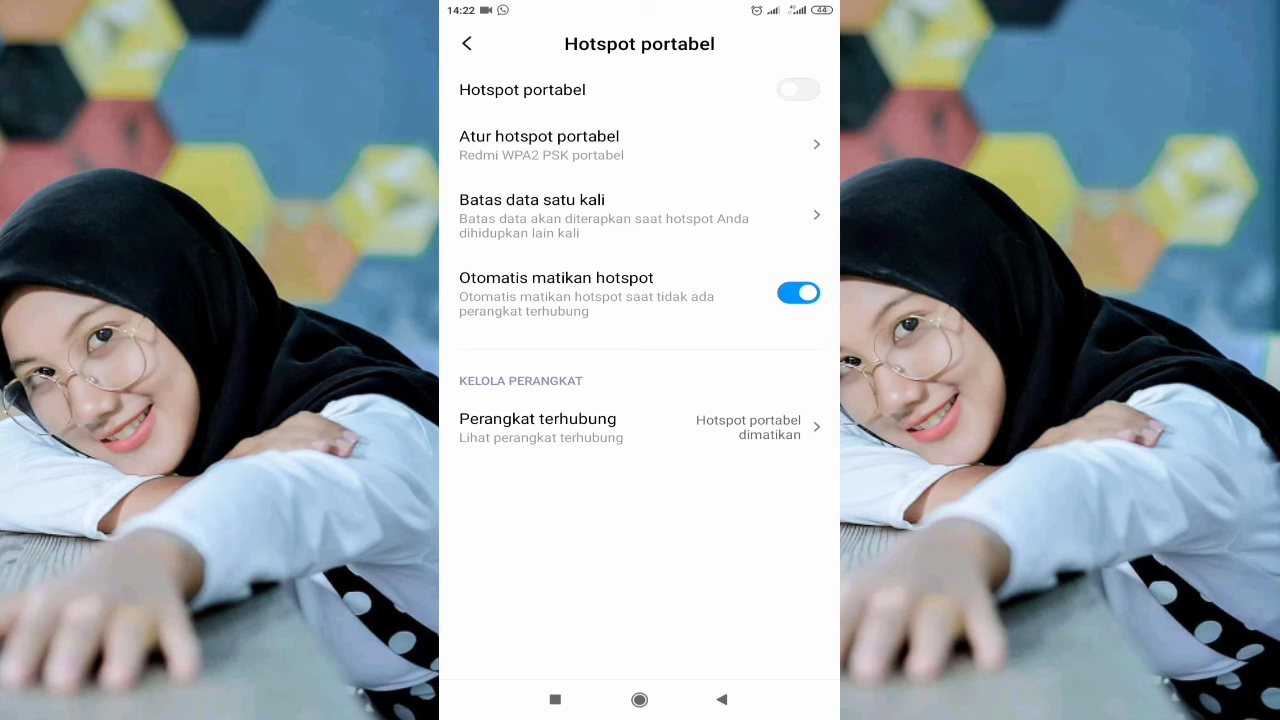 14:22
4G
44
Hotspot portabel
Hotspot portabel
Atur hotspot portabel
Redmi WPA2 PSK portabel
Batas data satu kali
Batas data akan diterapkan saat hotspot Anda
dihidupkan lain kali
Otomatis matikan hotspot
Otomatis matikan hotspot saat tidak ada
perangkat terhubung
KELOLA PERANGKAT
Perangkat terhubung
Lihat perangkat terhubung
Hotspot portabel
dimatikan